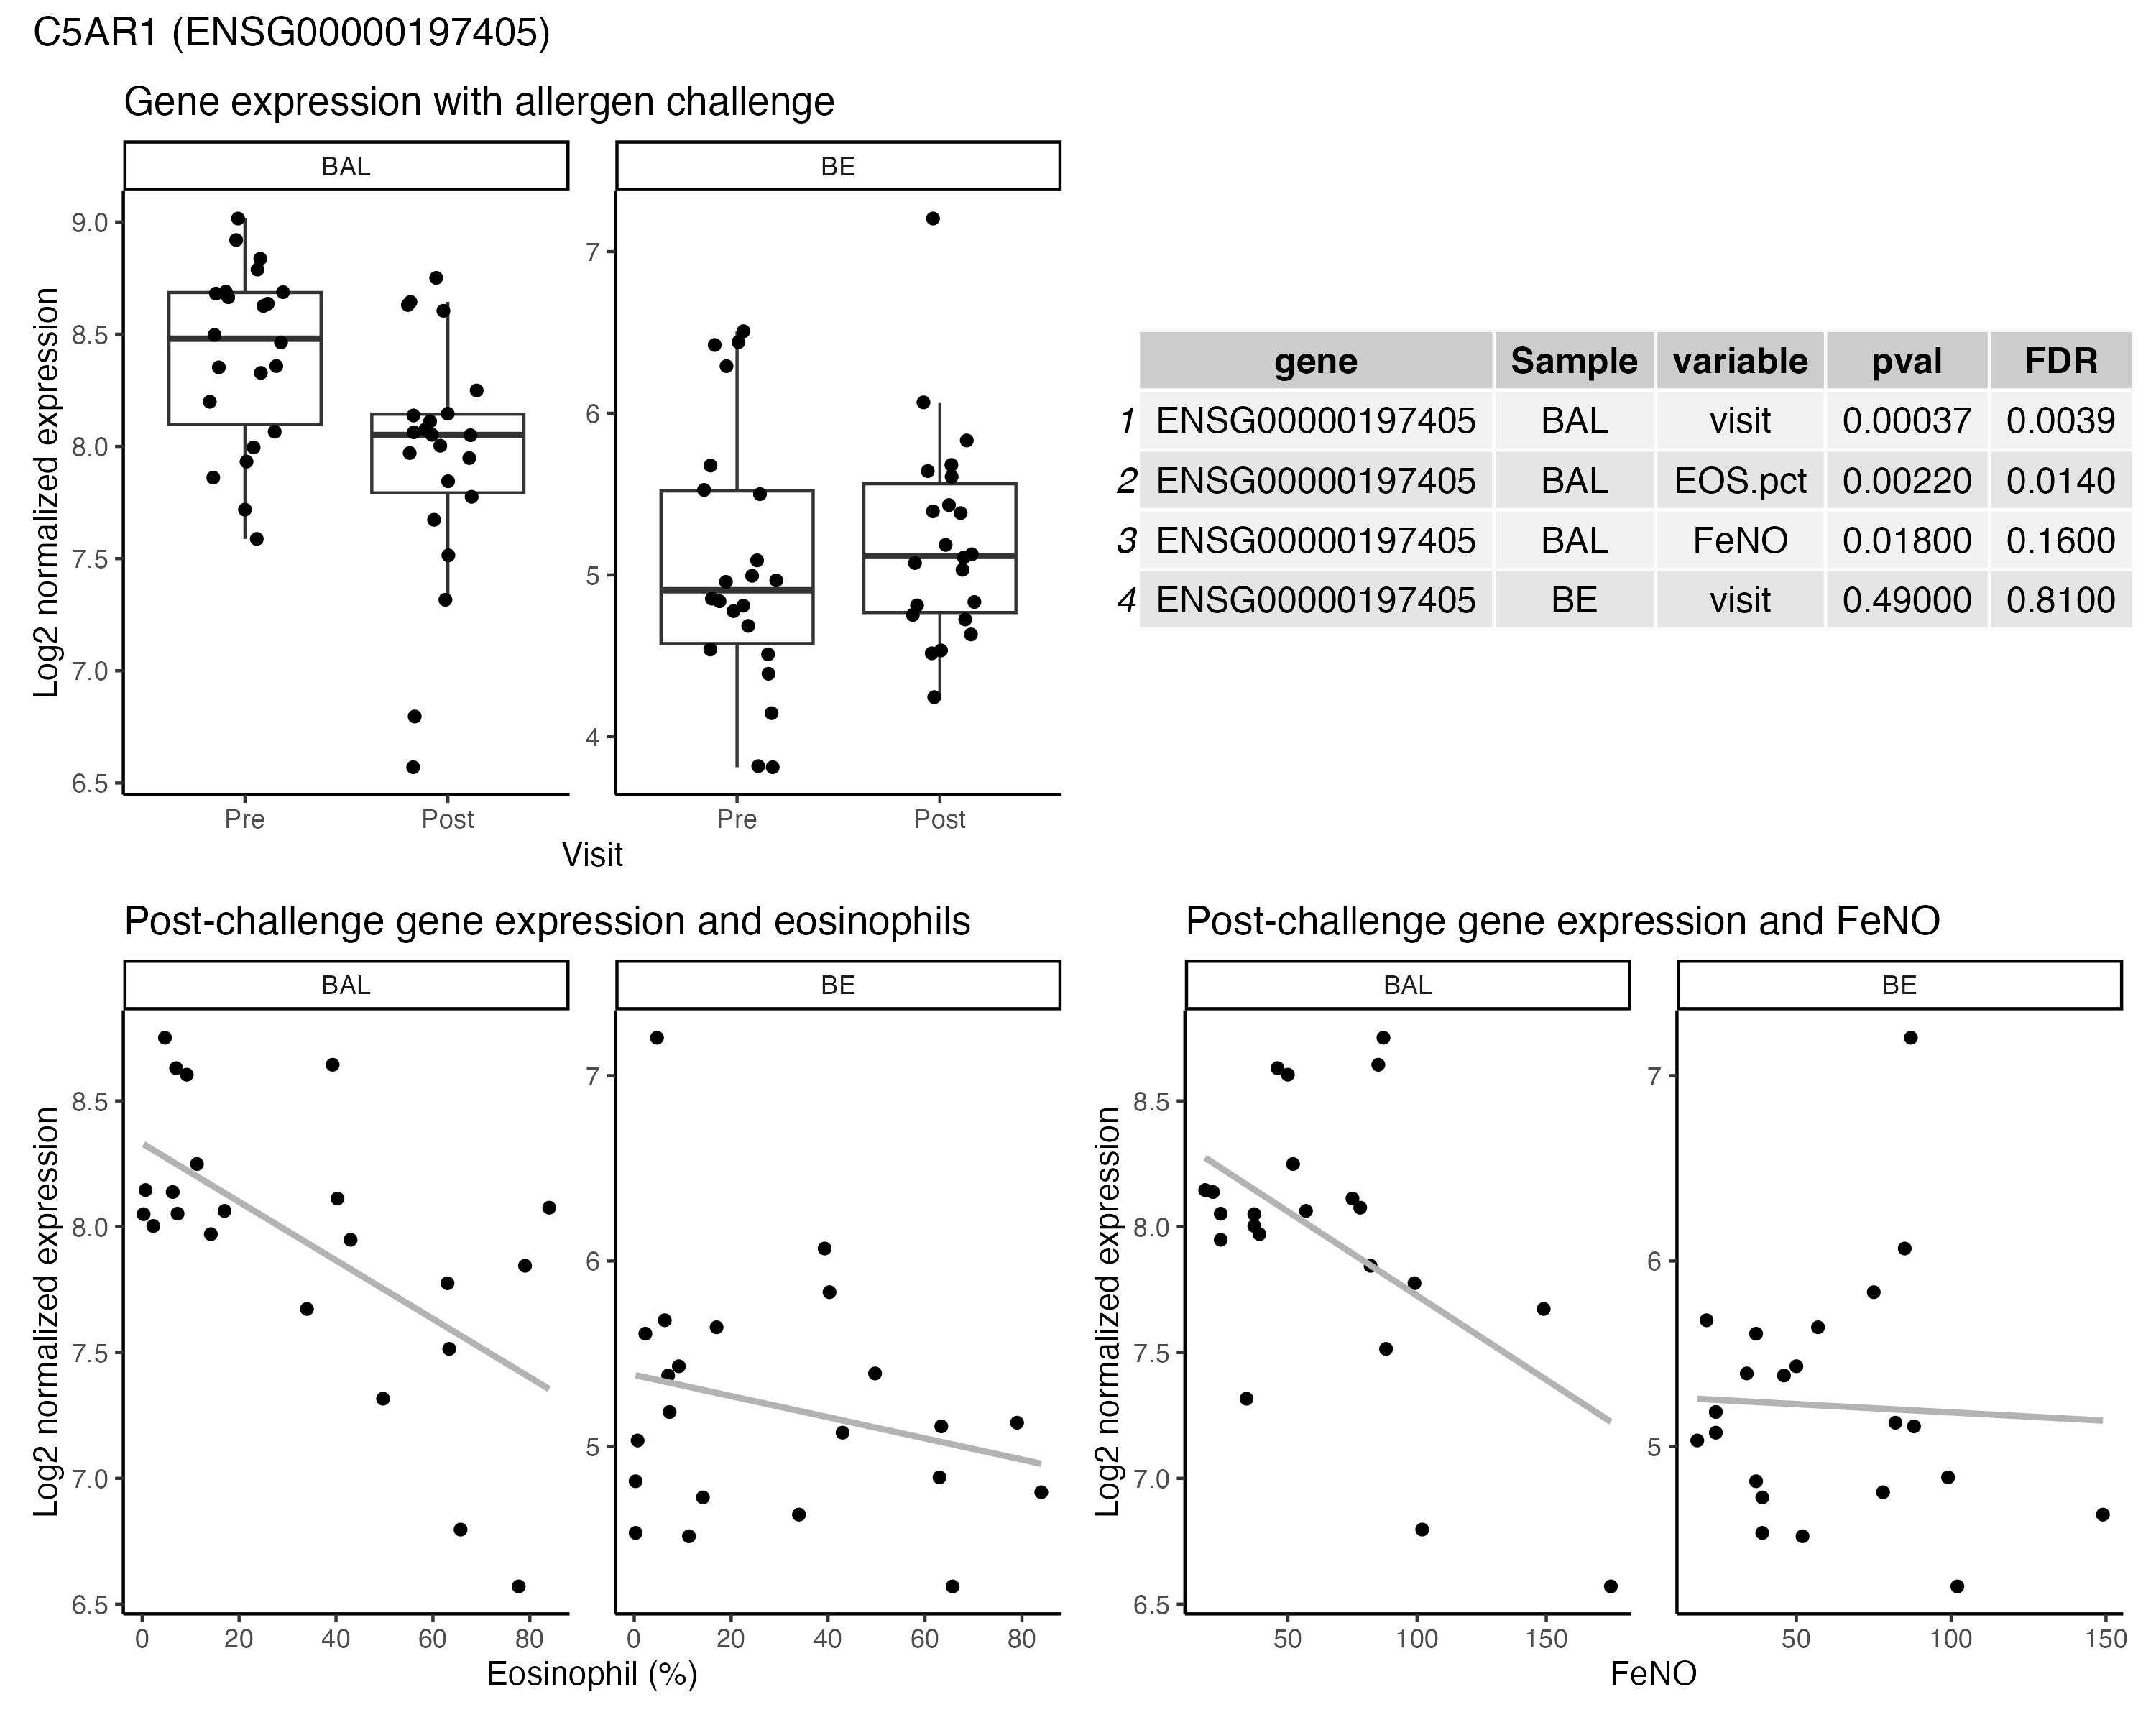 C5AR1 (ENSG00000197405)
Gene expression with allergen challenge
BAL
BE
Log2 normalized expression
9.0
8.5
8.0
7.5
7.0
6.5
7
6
5
4
Pre
Post
Pre
Post
Visit
gene Sample variable pval FDR
1 ENSG00000197405 BAL visit 0.00037 0.0039
2 ENSG00000197405 BAL EOS.pct 0.00220 0.0140
3 ENSG00000197405 BAL FeNO 0.01800 0.1600
4 ENSG00000197405 BE visit 0.49000 0.8100
Post-challenge gene expression and eosinophils
BAL
BE
Log2 normalized expression
8.5
8.0
7.5
7.0
6.5
7
6
5
0 20 40 60 80
0 20 40 60 80
Eosinophil (%)
Post-challenge gene expression and FeNO
BAL
BE
Log2 normalized expression
8.5
8.0
7.5
7.0
6.5
7
6
5
50 100 150
50 100 150
FeNO